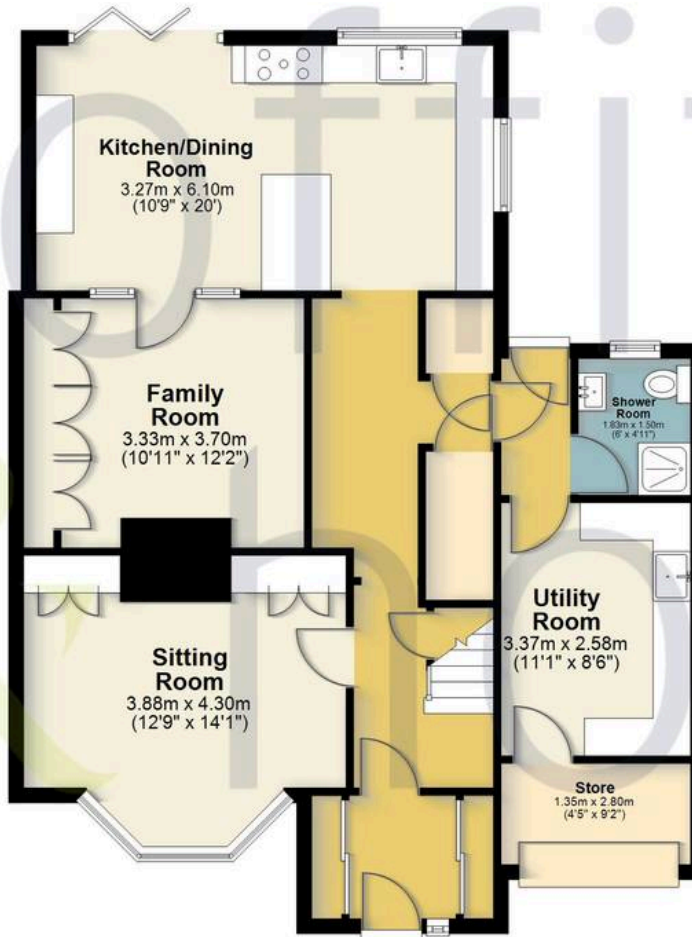 Kitchen/Dining
Room
3.27m x 6.10m
(10'9" x 20')
Family
Room
3.33m x 3.70m
(10'11" x 12'2")
Shower
Room
1.83m x 1.50m
(6' x 4'11")
Utility
Room
3.37m x 2.58m
(11'1" x 8'6")
Sitting
Room
3.88m x 4.30m
(12'9" x 14'1")
Store
1.35m x 2.80m
(4'5" x 9'2")